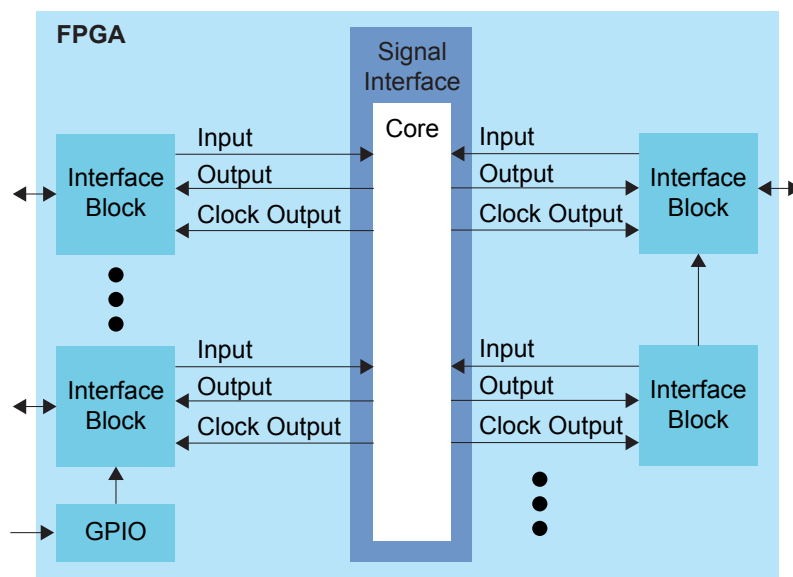 FPGA
Signal
Interface
Core
Input
Output
Clock Output
Interface
Block
Input
Output
Clock Output
Interface
Block
Input
Output
Clock Output
Interface
Block
Input
Output
Clock Output
Interface
Block
GPIO